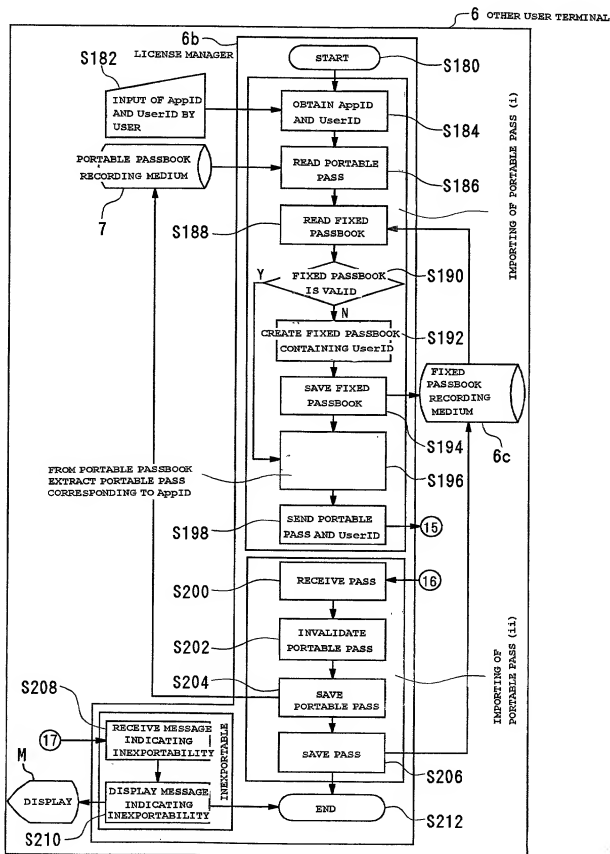 6 OTHER USER TERMINAL
6b
LICENSE MANAGER
START
S180
S182
INPUT OF AppID
AND UserID BY
USER
OBTAIN AppID
AND UserID
S184
PORTABLE PASSBOOK
RECORDING MEDIUM
7
READ PORTABLE
PASS
S186
IMPORTING OF PORTABLE PASS (i)
S188
READ FIXED
PASSBOOK
Y
FIXED PASSBOOK
IS VALID
S190
N
CREATE FIXED PASSBOOK
CONTAINING UserID
S192
SAVE FIXED
PASSBOOK
S194
FIXED
PASSBOOK
RECORDING
MEDIUM
6c
FROM PORTABLE PASSBOOK
EXTRACT PORTABLE PASS
CORRESPONDING TO AppID
S196
S198
SEND PORTABLE
PASS AND UserID
15
S200
RECEIVE PASS
16
S202
INVALIDATE
PORTABLE PASS
IMPORTING OF
PORTABLE PASS (ii)
S204
SAVE
PORTABLE PASS
S208
17
RECEIVE MESSAGE
INDICATING
INEXPORTABILITY
INEXPORTABLE
SAVE PASS
S206
M
DISPLAY
DISPLAY MESSAGE
INDICATING
INEXPORTABILITY
S210
END
S212